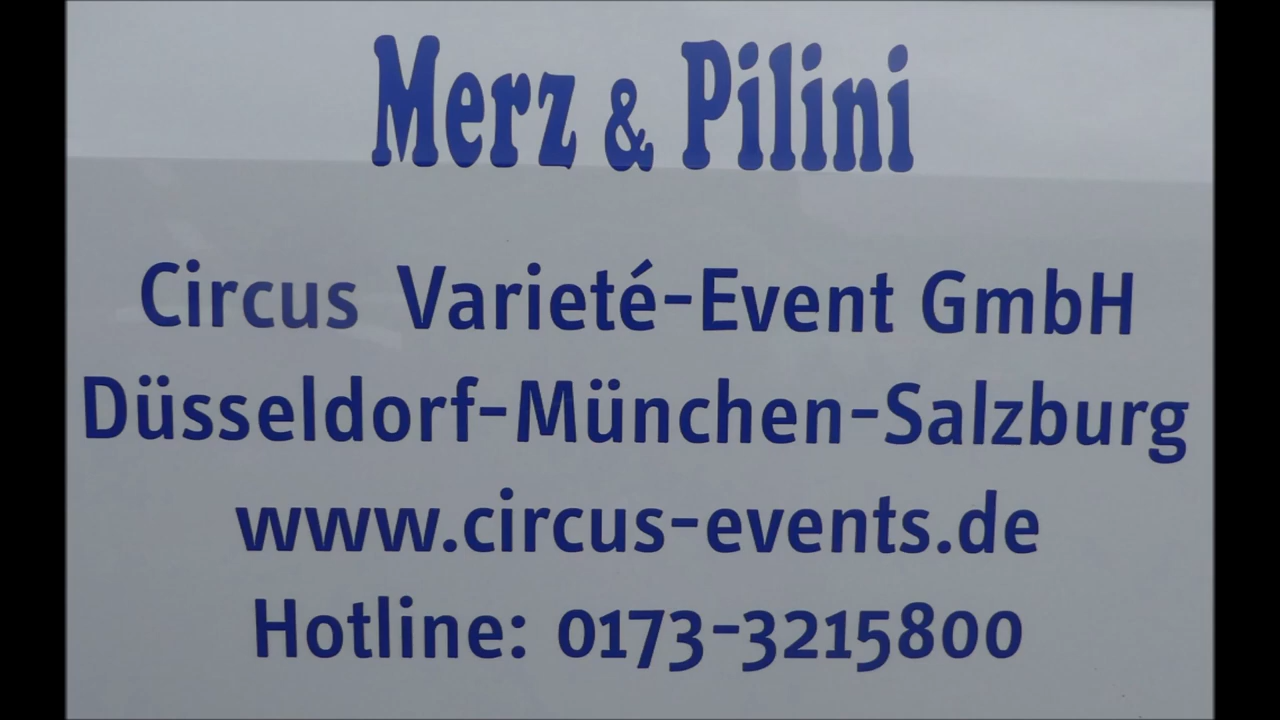 Merz & Pilini
Circus Varieté-Event GmbH
Düsseldorf-München-Salzburg
www.circus-events.de
Hotline: 0173-3215800